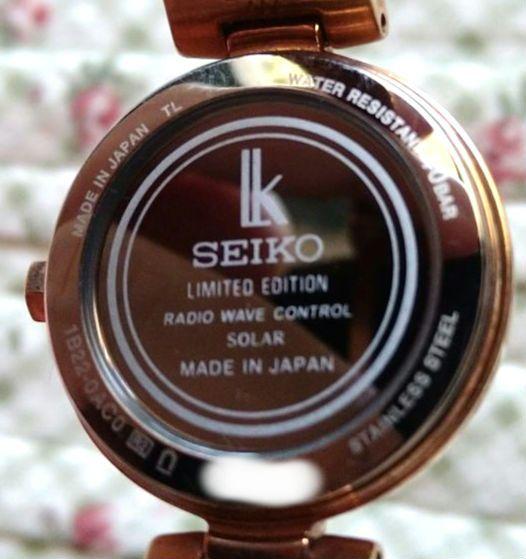 WATER RESISTANT 10BAR
MADE IN JAPAN TL
lk
SEIKO
LIMITED EDITION
RADIO WAVE CONTROL
SOLAR
MADE IN JAPAN
1B22-0AC0
STAINLESS STEEL